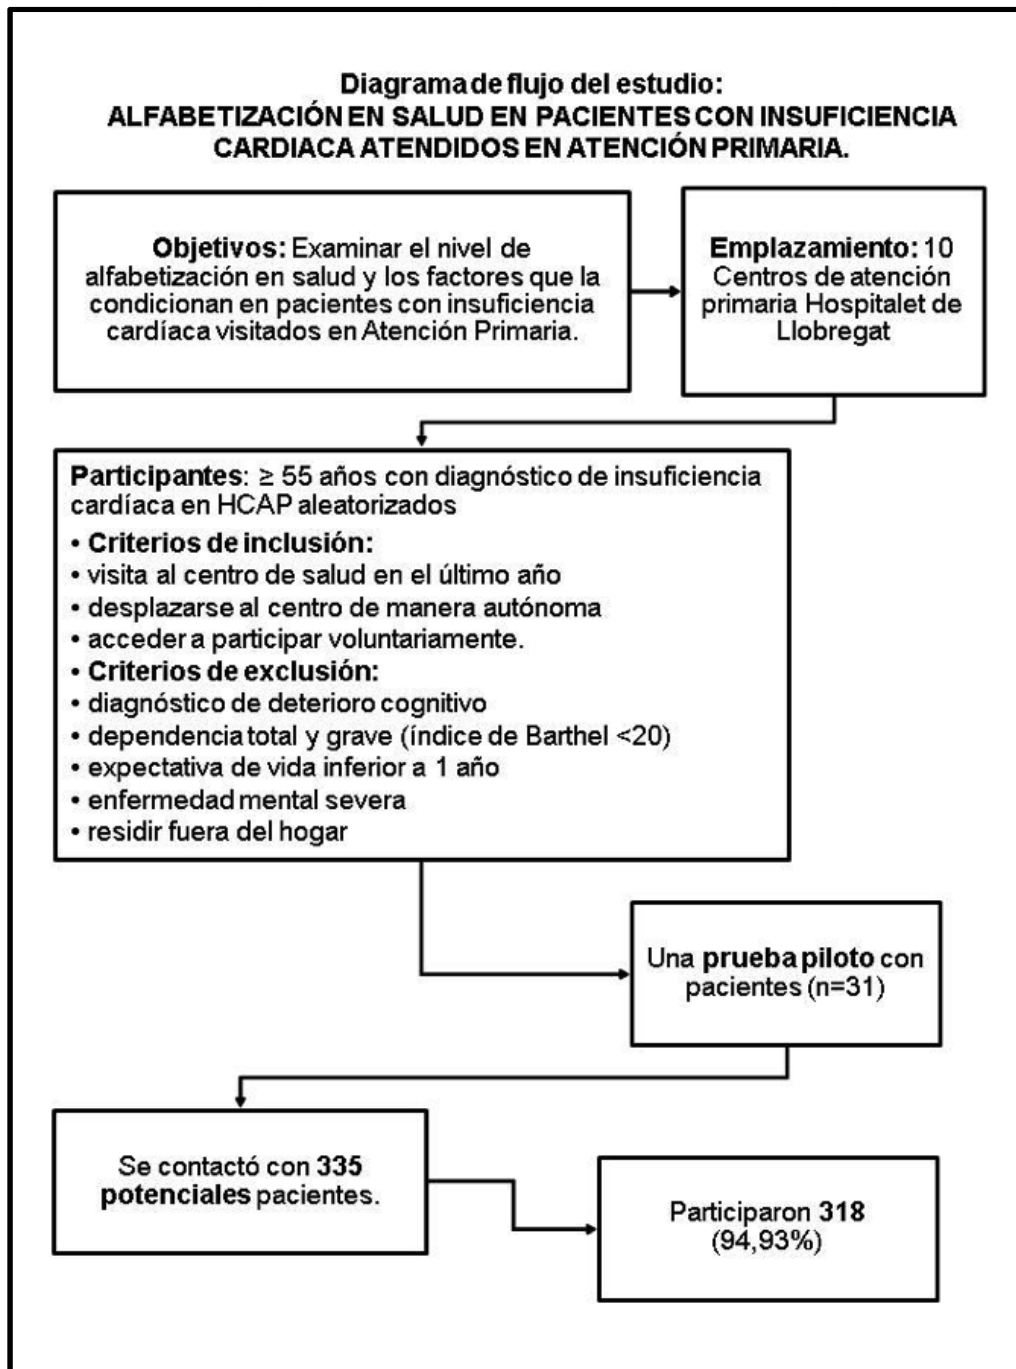 Diagrama de flujo del estudio:
ALFABETIZACIÓN EN SALUD EN PACIENTES CON INSUFICIENCIA
CARDIACA ATENDIDOS EN ATENCIÓN PRIMARIA.
Objetivos: Examinar el nivel de
alfabetización en salud y los factores que la
condicionan en pacientes con insuficiencia
cardíaca visitados en Atención Primaria.
Emplazamiento: 10
Centros de atención
primaria Hospitalet de
Llobregat
Participantes: ≥ 55 años con diagnóstico de insuficiencia
cardíaca en HCAP aleatorizados
• Criterios de inclusión:
• visita al centro de salud en el último año
• desplazarse al centro de manera autónoma
• acceder a participar voluntariamente.
• Criterios de exclusión:
• diagnóstico de deterioro cognitivo
• dependencia total y grave (índice de Barthel <20)
• expectativa de vida inferior a 1 año
• enfermedad mental severa
• residir fuera del hogar
Una prueba piloto con
pacientes (n=31)
Se contactó con 335
potenciales pacientes.
Participaron 318
(94,93%)